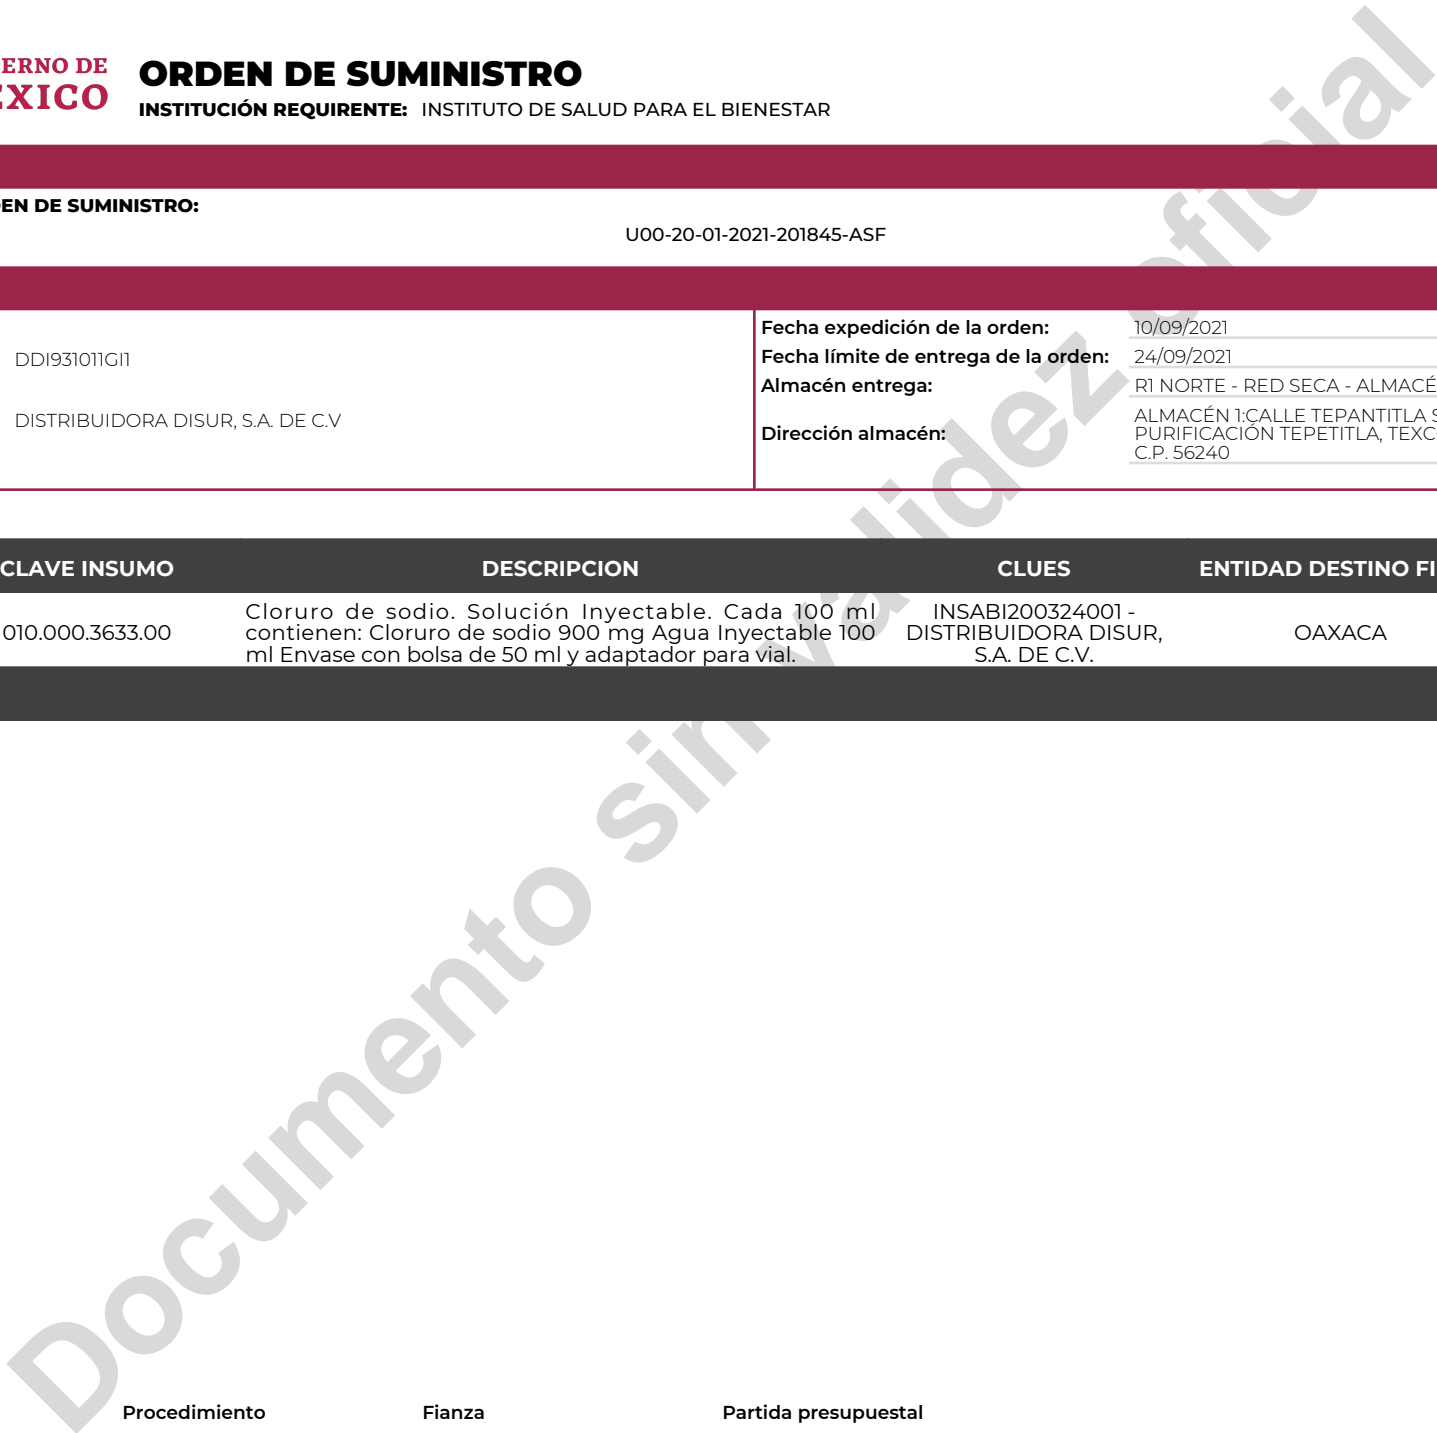 ERNO DE
EXICO
ORDEN DE SUMINISTRO
INSTITUCIÓN REQUIRENTE: INSTITUTO DE SALUD PARA EL BIENESTAR
EN DE SUMINISTRO:
U00-20-01-2021-201845-ASF
DDI931011GI1
DISTRIBUIDORA DISUR, S.A. DE C.V
Fecha expedición de la orden: 10/09/2021
Fecha límite de entrega de la orden: 24/09/2021
Almacén entrega: R1 NORTE - RED SECA - ALMACÉ
Dirección almacén:
ALMACÉN 1:CALLE TEPANTITLA S
PURIFICACIÓN TEPETITLA, TEXC
C.P. 56240
CLAVE INSUMO DESCRIPCION CLUES ENTIDAD DESTINO FI
010.000.3633.00
Cloruro de sodio. Solución Inyectable. Cada 100 ml
contienen: Cloruro de sodio 900 mg Agua Inyectable 100
ml Envase con bolsa de 50 ml y adaptador para vial.
INSABI200324001 -
DISTRIBUIDORA DISUR,
S.A. DE C.V.
OAXACA
Documento sin validez oficial
Procedimiento Fianza Partida presupuestal